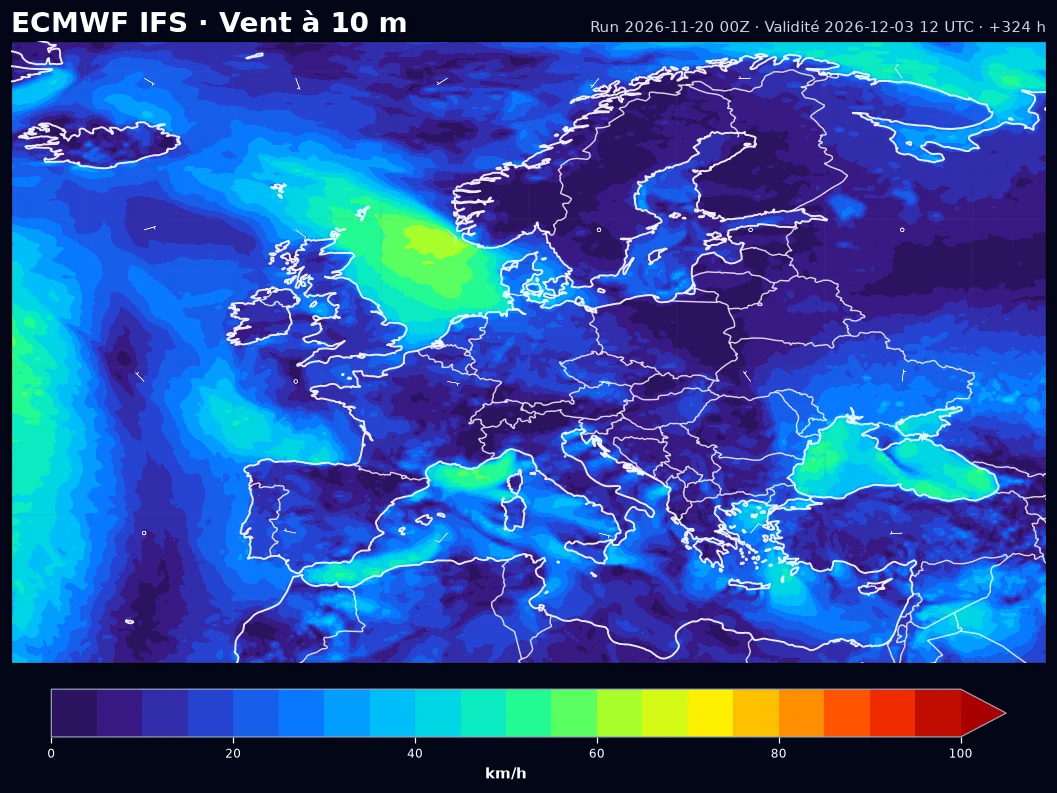 ECMWF IFS · Vent à 10 m
Run 2026-11-20 00Z · Validité 2026-12-03 12 UTC · +324 h
0 20 40 60 80 100
km/h